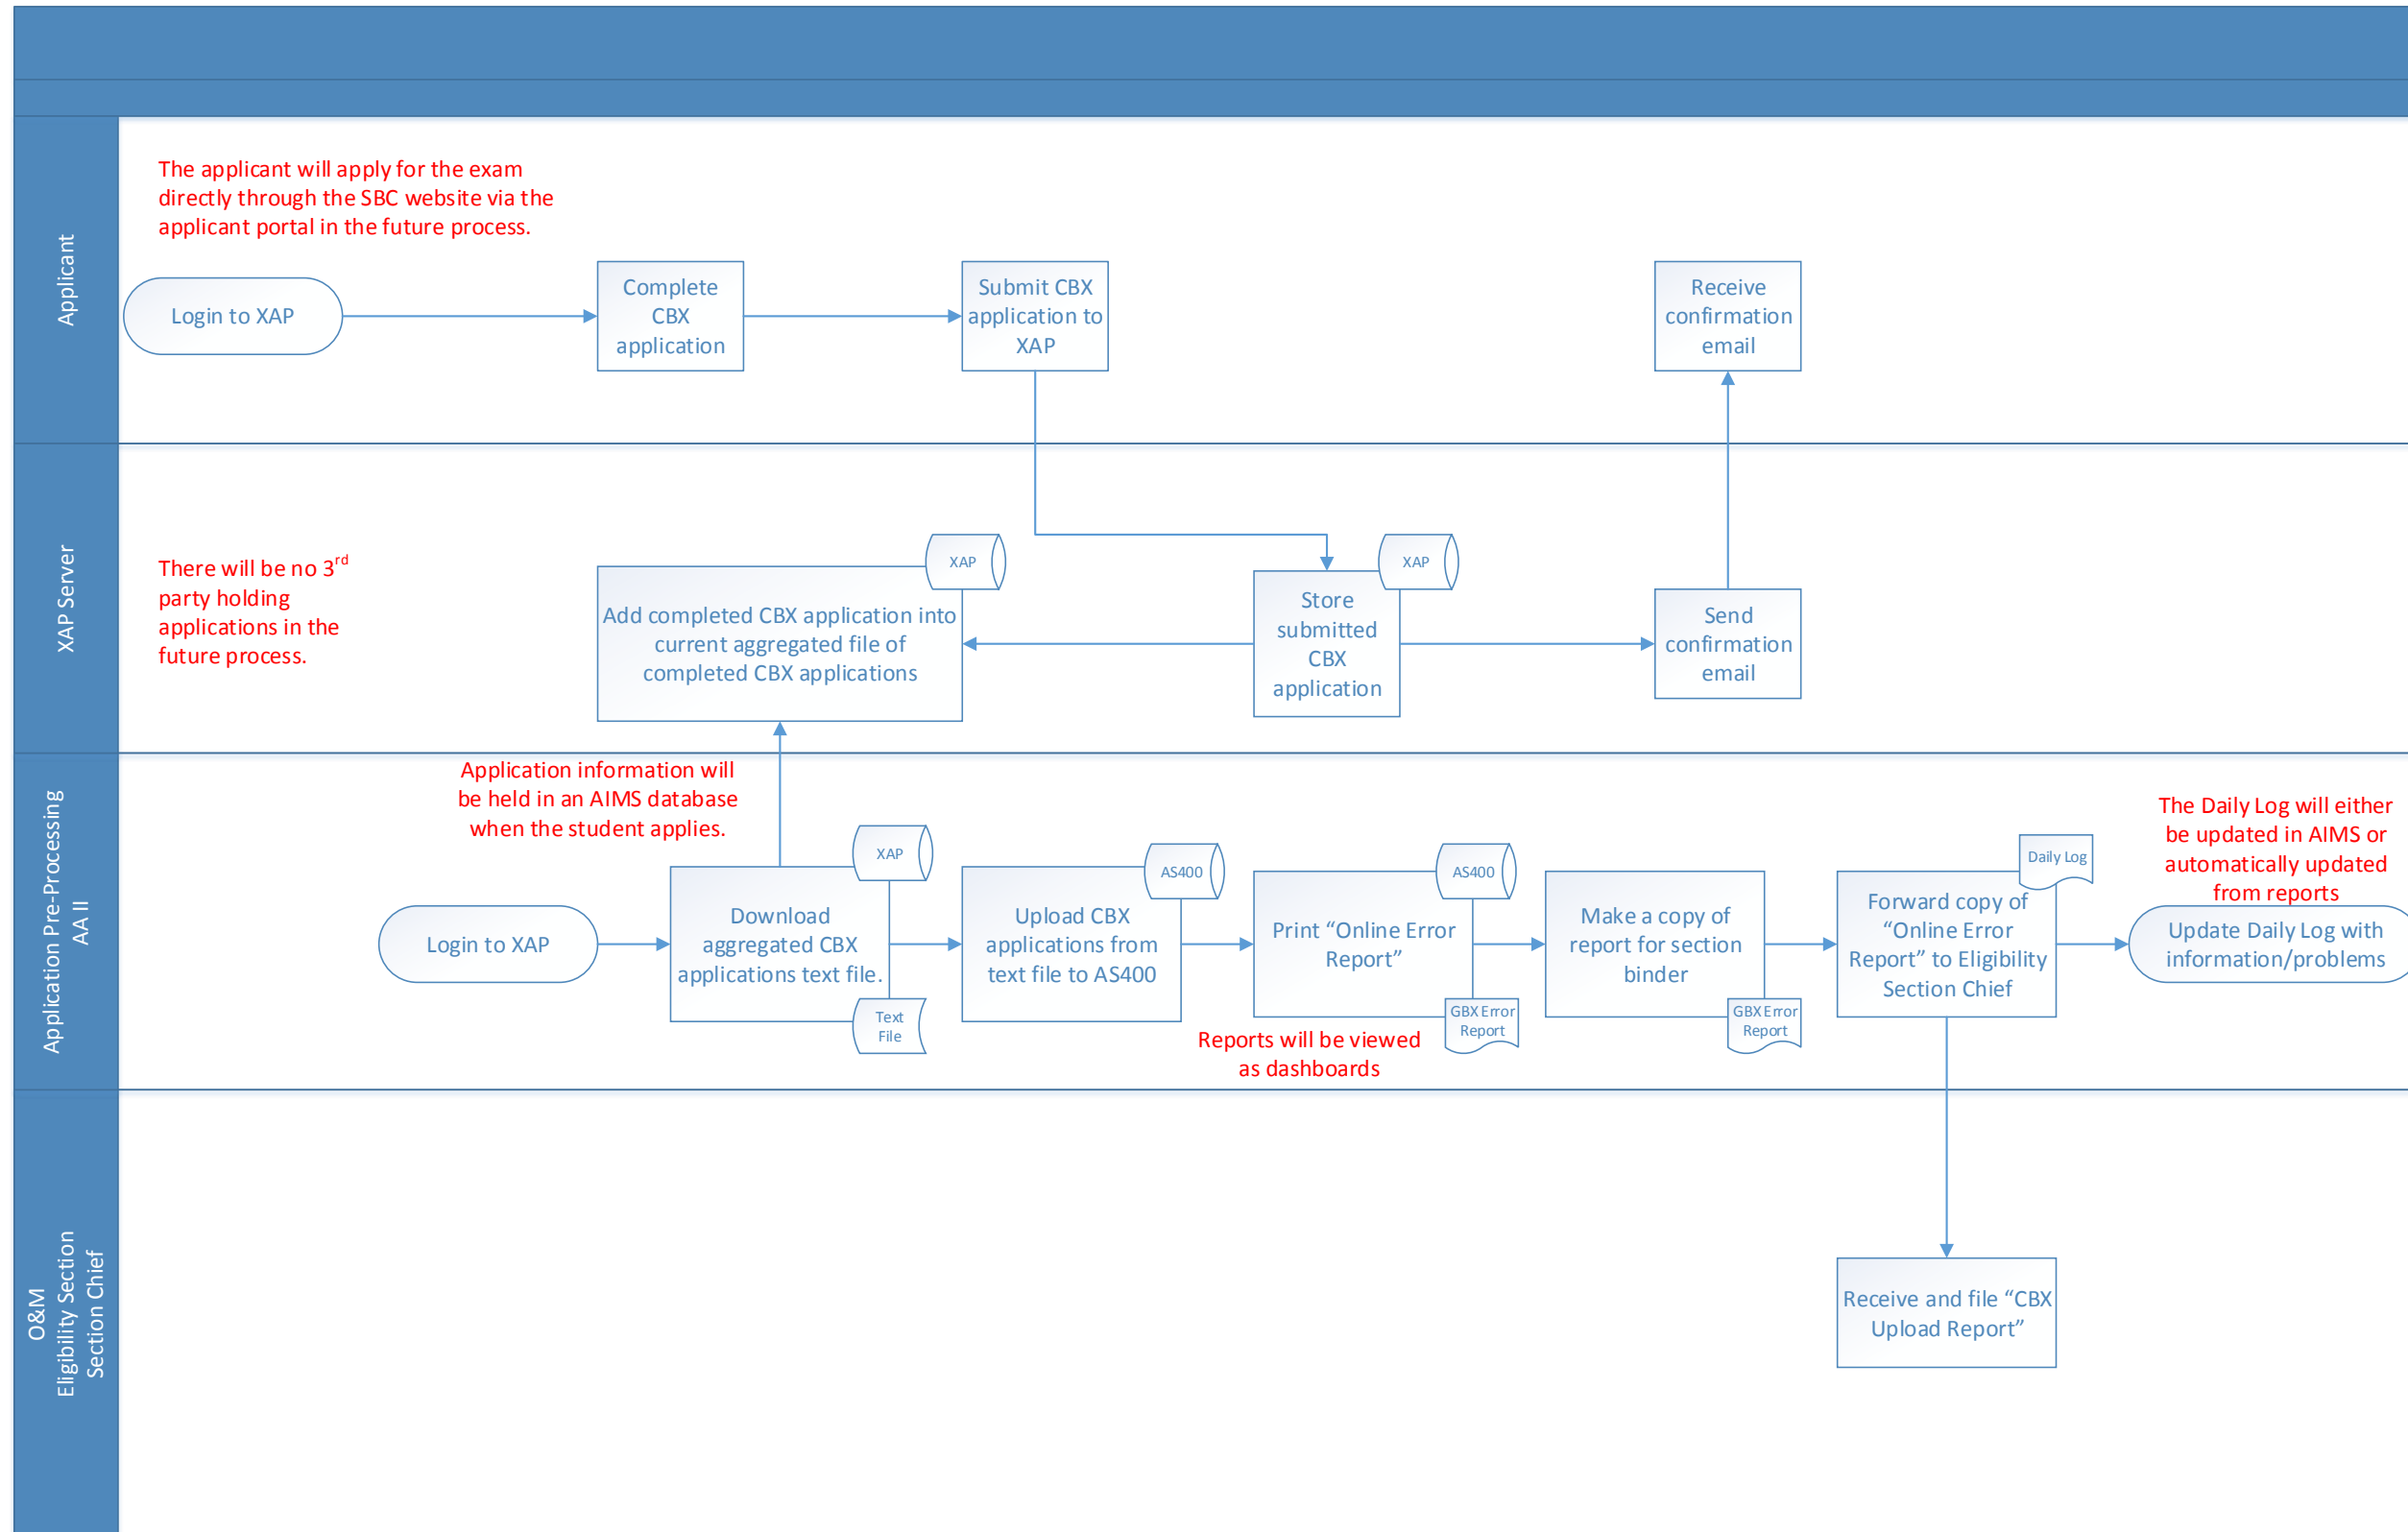 Applicant
The applicant will apply for the exam
directly through the SBC website via the
applicant portal in the future process.
Login to XAP
Complete
CBX
application
Submit CBX
application to
XAP
Receive
confirmation
email
XAP Server
There will be no 3rd
party holding
applications in the
future process.
XAP
Add completed CBX application into
current aggregated file of
completed CBX applications
XAP
Store
submitted
CBX
application
Send
confirmation
email
Application Pre-Processing
AA II
Application information will
be held in an AIMS database
when the student applies.
Login to XAP
XAP
Download
aggregated CBX
applications text file.
Text
File
AS400
Upload CBX
applications from
text file to AS400
AS400
Print “Online Error
Report”
GBX Error
Report
Reports will be viewed
as dashboards
Make a copy of
report for section
binder
GBX Error
Report
Daily Log
Forward copy of
“Online Error
Report” to Eligibility
Section Chief
The Daily Log will either
be updated in AIMS or
automatically updated
from reports
Update Daily Log with
information/problems
O&M
Eligibility Section
Section Chief
Receive and file “CBX
Upload Report”